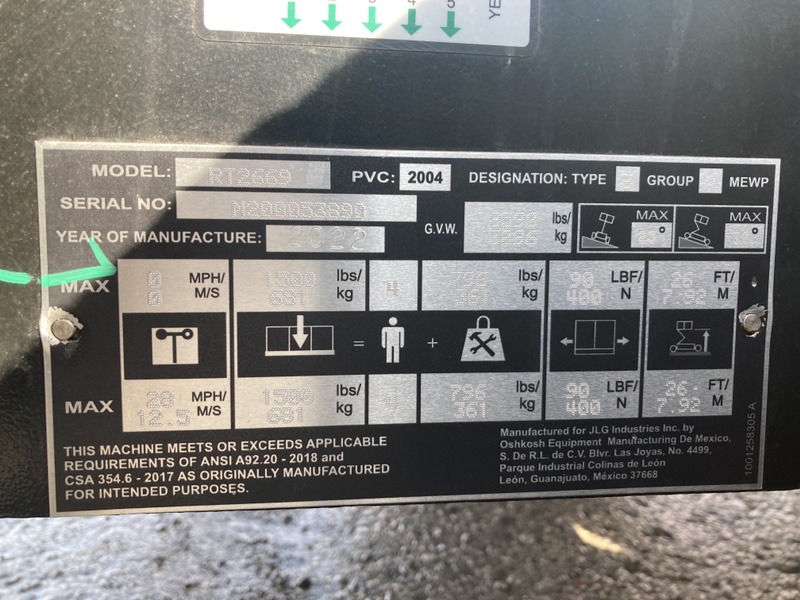 YE
MODEL: RT2669 PVC: 2004 DESIGNATION: TYPE GROUP MEWP
SERIAL NO: M200053890
G.V.W. lbs/ kg
MAX °
MAX °
YEAR OF MANUFACTURE: 022
MAX 0 MPH/ 1500 lbs/ 4 796 lbs/ 90 LBF/ 26 FT/
0 M/S 681 kg 361 kg 400 N 7.92 M
= +
MAX 28 MPH/ 1500 lbs/ 4 796 lbs/ 90 LBF/ 26 FT/
12.5 M/S 681 kg 361 kg 400 N 7.92 M
THIS MACHINE MEETS OR EXCEEDS APPLICABLE
REQUIREMENTS OF ANSI A92.20 - 2018 and
CSA 354.6 - 2017 AS ORIGINALLY MANUFACTURED
FOR INTENDED PURPOSES.
Manufactured for JLG Industries Inc. by
Oshkosh Equipment Manufacturing De Mexico,
S. De R.L. de C.V. Blvr. Las Joyas, No. 4499,
Parque Industrial Colinas de León
León, Guanajuato, México 37668
1001258305 A